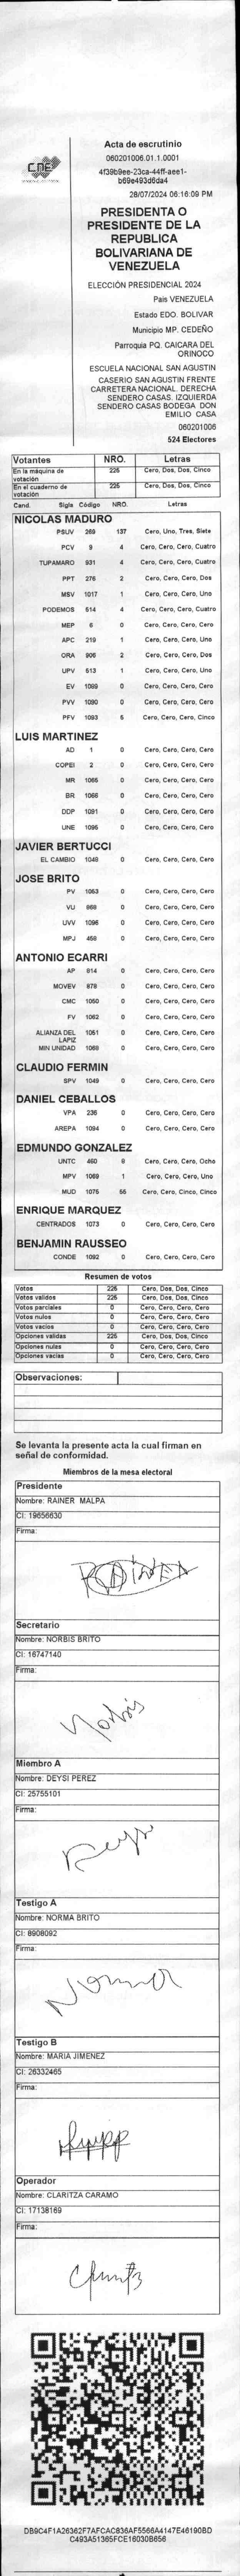 CNE
Acta de escrutinio
060201006.01.1.0001
4f39b9ee-23ca-44ff-aee1-
b69e493d6da4
28/07/2024 06:16:09 PM
PRESIDENTA O
PRESIDENTE DE LA
REPUBLICA
BOLIVARIANA DE
VENEZUELA
ELECCIÓN PRESIDENCIAL 2024
País VENEZUELA
Estado EDO. BOLIVAR
Municipio MP. CEDEÑO
Parroquia PQ. CAICARA DEL
ORINOCO
ESCUELA NACIONAL SAN AGUSTIN
CASERIO SAN AGUSTIN FRENTE
CARRETERA NACIONAL. DERECHA
SENDERO CASAS. IZQUIERDA
SENDERO CASAS BODEGA DON
EMILIO CASA
060201006
524 Electores
Votantes NRO. Letras
En la máquina de
votación 225 Cero, Dos, Dos, Cinco
En el cuaderno de
votación 225 Cero, Dos, Dos, Cinco
Cand. Sigla Código NRO. Letras
NICOLAS MADURO
PSUV 269 137 Cero, Uno, Tres, Siete
PCV 9 4 Cero, Cero, Cero, Cuatro
TUPAMARO 931 4 Cero, Cero, Cero, Cuatro
PPT 276 2 Cero, Cero, Cero, Dos
MSV 1017 1 Cero, Cero, Cero, Uno
PODEMOS 514 4 Cero, Cero, Cero, Cuatro
MEP 6 0 Cero, Cero, Cero, Cero
APC 219 1 Cero, Cero, Cero, Uno
ORA 906 2 Cero, Cero, Cero, Dos
UPV 513 1 Cero, Cero, Cero, Uno
EV 1089 0 Cero, Cero, Cero, Cero
PVV 1090 0 Cero, Cero, Cero, Cero
PFV 1093 5 Cero, Cero, Cero, Cinco
LUIS MARTINEZ
AD 1 0 Cero, Cero, Cero, Cero
COPEI 2 0 Cero, Cero, Cero, Cero
MR 1065 0 Cero, Cero, Cero, Cero
BR 1066 0 Cero, Cero, Cero, Cero
DDP 1091 0 Cero, Cero, Cero, Cero
UNE 1095 0 Cero, Cero, Cero, Cero
JAVIER BERTUCCI
EL CAMBIO 1048 0 Cero, Cero, Cero, Cero
JOSE BRITO
PV 1053 0 Cero, Cero, Cero, Cero
VU 868 0 Cero, Cero, Cero, Cero
UVV 1096 0 Cero, Cero, Cero, Cero
MPJ 458 0 Cero, Cero, Cero, Cero
ANTONIO ECARRI
AP 814 0 Cero, Cero, Cero, Cero
MOVEV 878 0 Cero, Cero, Cero, Cero
CMC 1050 0 Cero, Cero, Cero, Cero
FV 1062 0 Cero, Cero, Cero, Cero
ALIANZA DEL 1051 0 Cero, Cero, Cero, Cero
LAPIZ
MIN UNIDAD 1068 0 Cero, Cero, Cero, Cero
CLAUDIO FERMIN
SPV 1049 0 Cero, Cero, Cero, Cero
DANIEL CEBALLOS
VPA 236 0 Cero, Cero, Cero, Cero
AREPA 1094 0 Cero, Cero, Cero, Cero
EDMUNDO GONZALEZ
UNTC 460 8 Cero, Cero, Cero, Ocho
MPV 1069 1 Cero, Cero, Cero, Uno
MUD 1075 55 Cero, Cero, Cinco, Cinco
ENRIQUE MARQUEZ
CENTRADOS 1073 0 Cero, Cero, Cero, Cero
BENJAMIN RAUSSEO
CONDE 1092 0 Cero, Cero, Cero, Cero
Resumen de votos
Votos 225 Cero, Dos, Dos, Cinco
Votos validos 225 Cero, Dos, Dos, Cinco
Votos parciales 0 Cero, Cero, Cero, Cero
Votos nulos 0 Cero, Cero, Cero, Cero
Votos vacios 0 Cero, Cero, Cero, Cero
Opciones validas 225 Cero, Dos, Dos, Cinco
Opciones nulas 0 Cero, Cero, Cero, Cero
Opciones vacias 0 Cero, Cero, Cero, Cero
Observaciones:
Se levanta la presente acta la cual firman en
señal de conformidad.
Miembros de la mesa electoral
Presidente
Nombre: RAINER MALPA
CI: 19656630
Firma:
RAINER
Secretario
Nombre: NORBIS BRITO
CI: 16747140
Firma:
Norbis
Miembro A
Nombre: DEYSI PEREZ
CI: 25755101
Firma:
Testigo A
Nombre: NORMA BRITO
CI: 8908092
Firma:
Norma
Testigo B
Nombre: MARIA JIMENEZ
CI: 26332465
Firma:
Operador
Nombre: CLARITZA CARAMO
CI: 17138169
Firma:
DB9C4F1A26362F7AFCAC836AF5566A4147E46190BD
C493A51365FCE16030B656